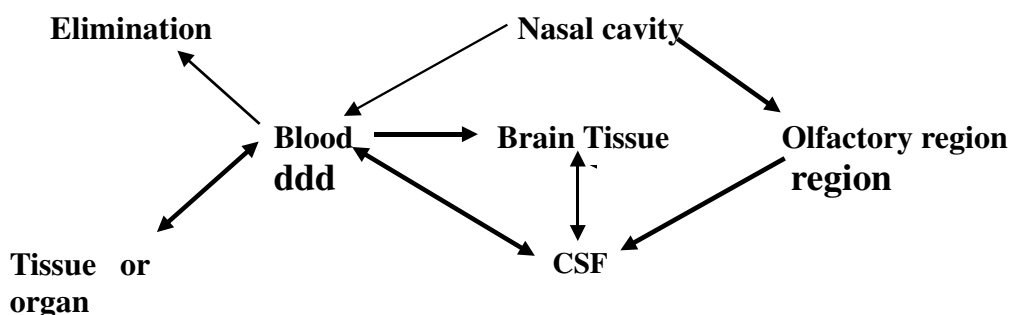 Elimination
Nasal cavity
Blood
Brain Tissue
Olfactory region
ddd
region
CSF
Tissue or
organ